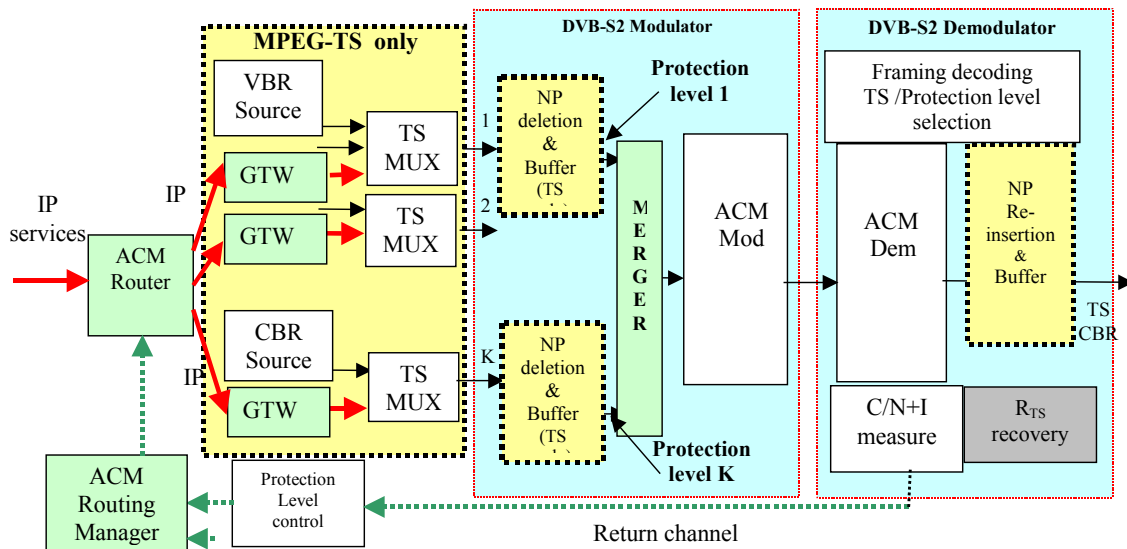 MPEG-TS only
DVB-S2 Modulator
DVB-S2 Demodulator
VBR
Source
TS
MUX
GTW
GTW
TS
MUX
IP
IP
services
ACM
Router
IP
CBR
Source
GTW
TS
MUX
1
2
K
NP
deletion
&
Buffer
(TS
Protection
level 1
NP
deletion
&
Buffer
(TS
Protection
level K
M
E
R
G
E
R
ACM
Mod
Framing decoding
TS /Protection level
selection
ACM
Dem
NP
Re-
insertion
&
Buffer
TS
CBR
C/N+I
measure
RTS
recovery
ACM
Routing
Manager
Protection
Level
control
Return channel